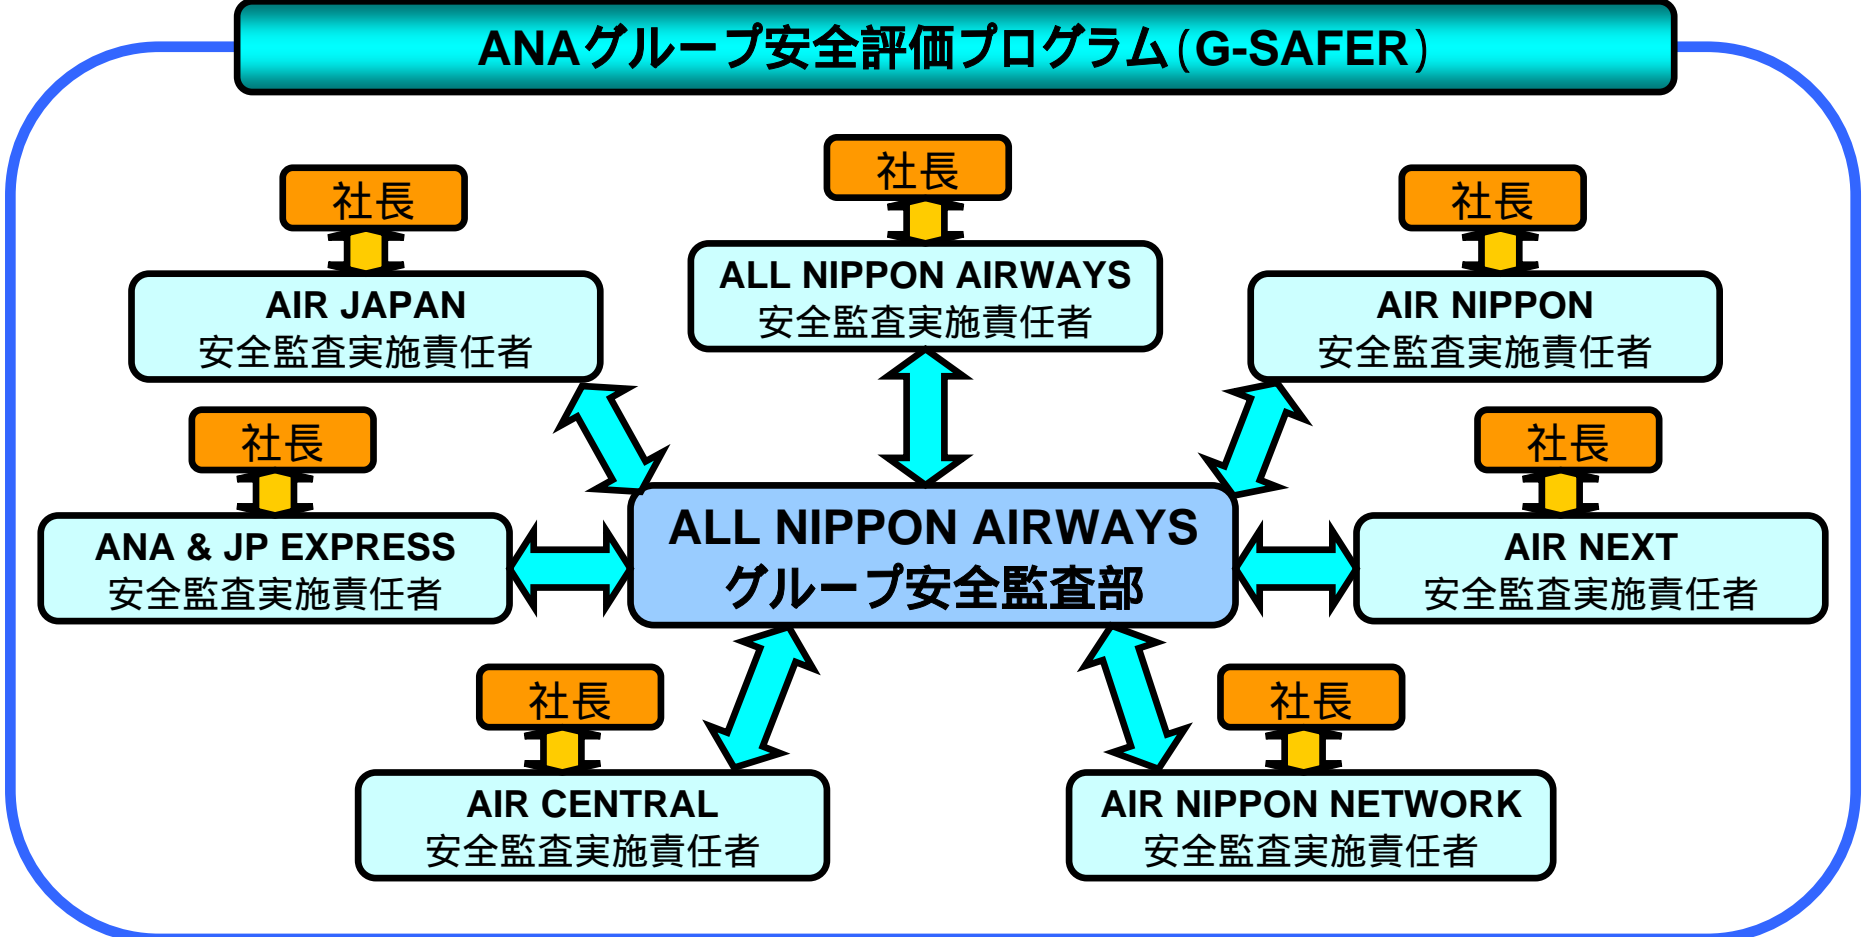 ANAグループ安全評価プログラム(G-SAFER)
社長
ALL NIPPON AIRWAYS
安全監査実施責任者
社長
AIR JAPAN
安全監査実施責任者
社長
AIR NIPPON
安全監査実施責任者
社長
ANA & JP EXPRESS
安全監査実施責任者
ALL NIPPON AIRWAYS
グループ安全監査部
社長
AIR NEXT
安全監査実施責任者
社長
AIR CENTRAL
安全監査実施責任者
社長
AIR NIPPON NETWORK
安全監査実施責任者